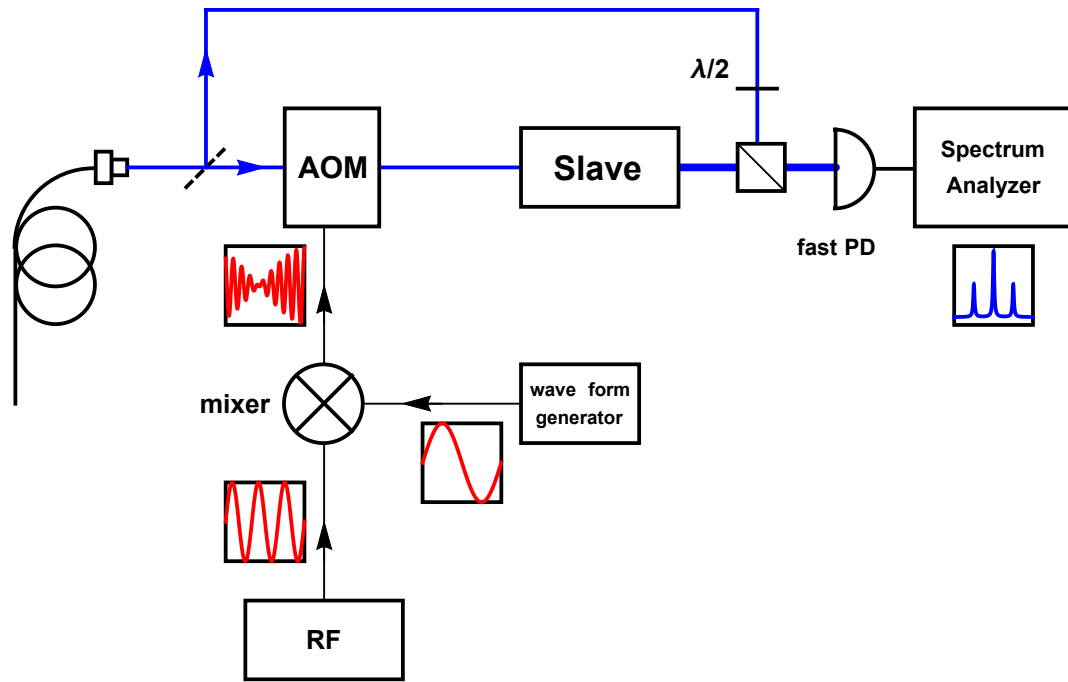 λ/2
AOM
Slave
Spectrum
Analyzer
fast PD
mixer
wave form
generator
RF